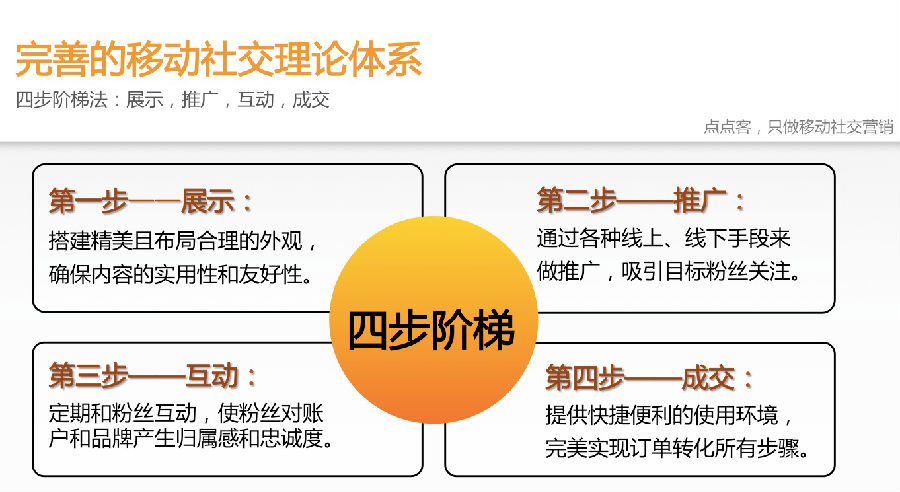 完善的移动社交理论体系
四步阶梯法：展示，推广，互动，成交
点点客，只做移动社交营销
第一步——展示：
搭建精美且布局合理的外观，
确保内容的实用性和友好性。
第二步——推广：
通过各种线上、线下手段来
做推广，吸引目标粉丝关注。
四步阶梯
第三步——互动：
定期和粉丝互动，使粉丝对账
户和品牌产生归属感和忠诚度。
第四步——成交：
提供快捷便利的使用环境，
完美实现订单转化所有步骤。